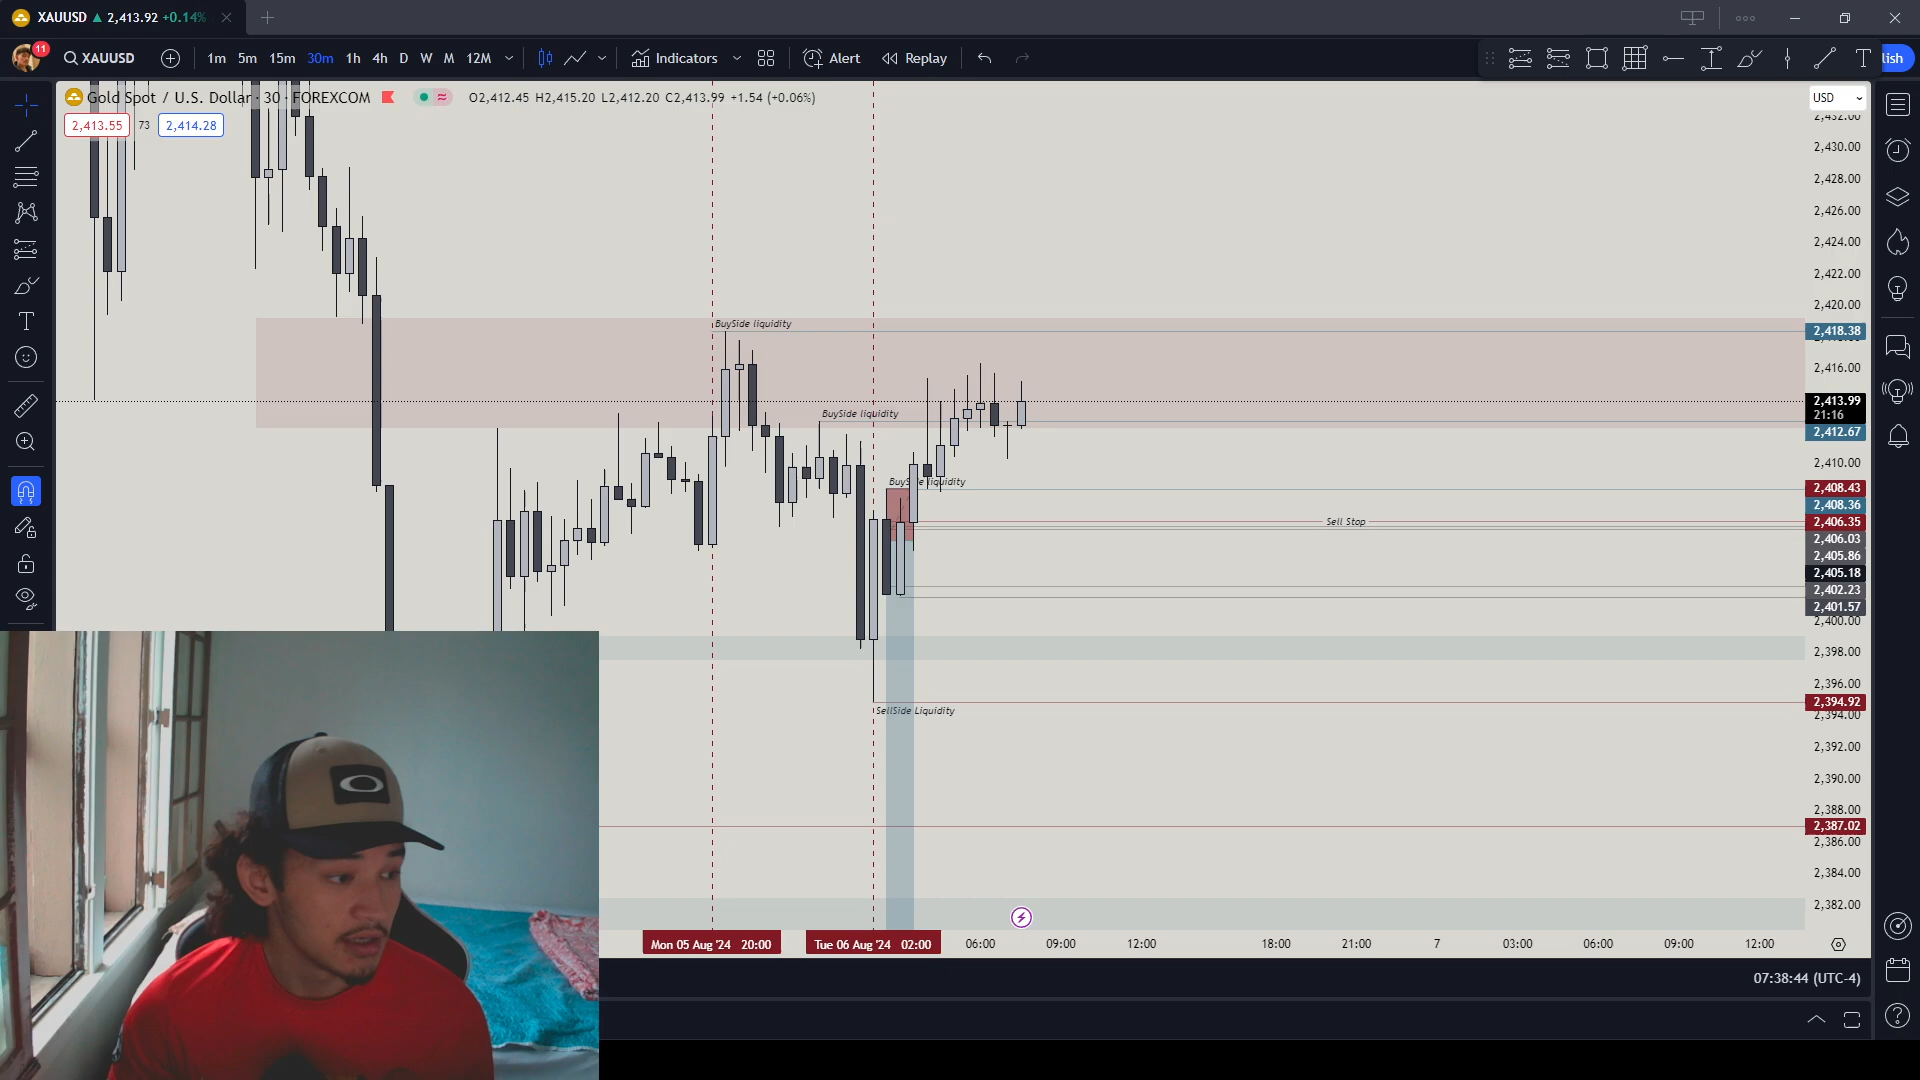 XAUUSD ▲ 2,413.92 +0.14%
11
XAUUSD
1m 5m 15m 30m 1h 4h D W M 12M
Indicators
Alert
Replay
lish
Gold Spot / U.S. Dollar · 30 · FOREXCOM
O2,412.45 H2,415.20 L2,412.20 C2,413.99 +1.54 (+0.06%)
USD
2,413.55 73 2,414.28
2,432.00
2,430.00
2,428.00
2,426.00
2,424.00
2,422.00
2,420.00
BuySide liquidity
2,418.38
2,416.00
2,413.99
21:16
BuySide liquidity
2,412.67
2,410.00
BuySide liquidity
2,408.43
2,408.36
Sell Stop
2,406.35
2,406.03
2,405.86
2,405.18
2,402.23
2,401.57
2,400.00
2,398.00
2,396.00
2,394.92
SellSide Liquidity
2,394.00
2,392.00
2,390.00
2,388.00
2,387.02
2,386.00
2,384.00
2,382.00
Mon 05 Aug '24 20:00
Tue 06 Aug '24 02:00
06:00 09:00 12:00 18:00 21:00 7 03:00 06:00 09:00 12:00
07:38:44 (UTC-4)